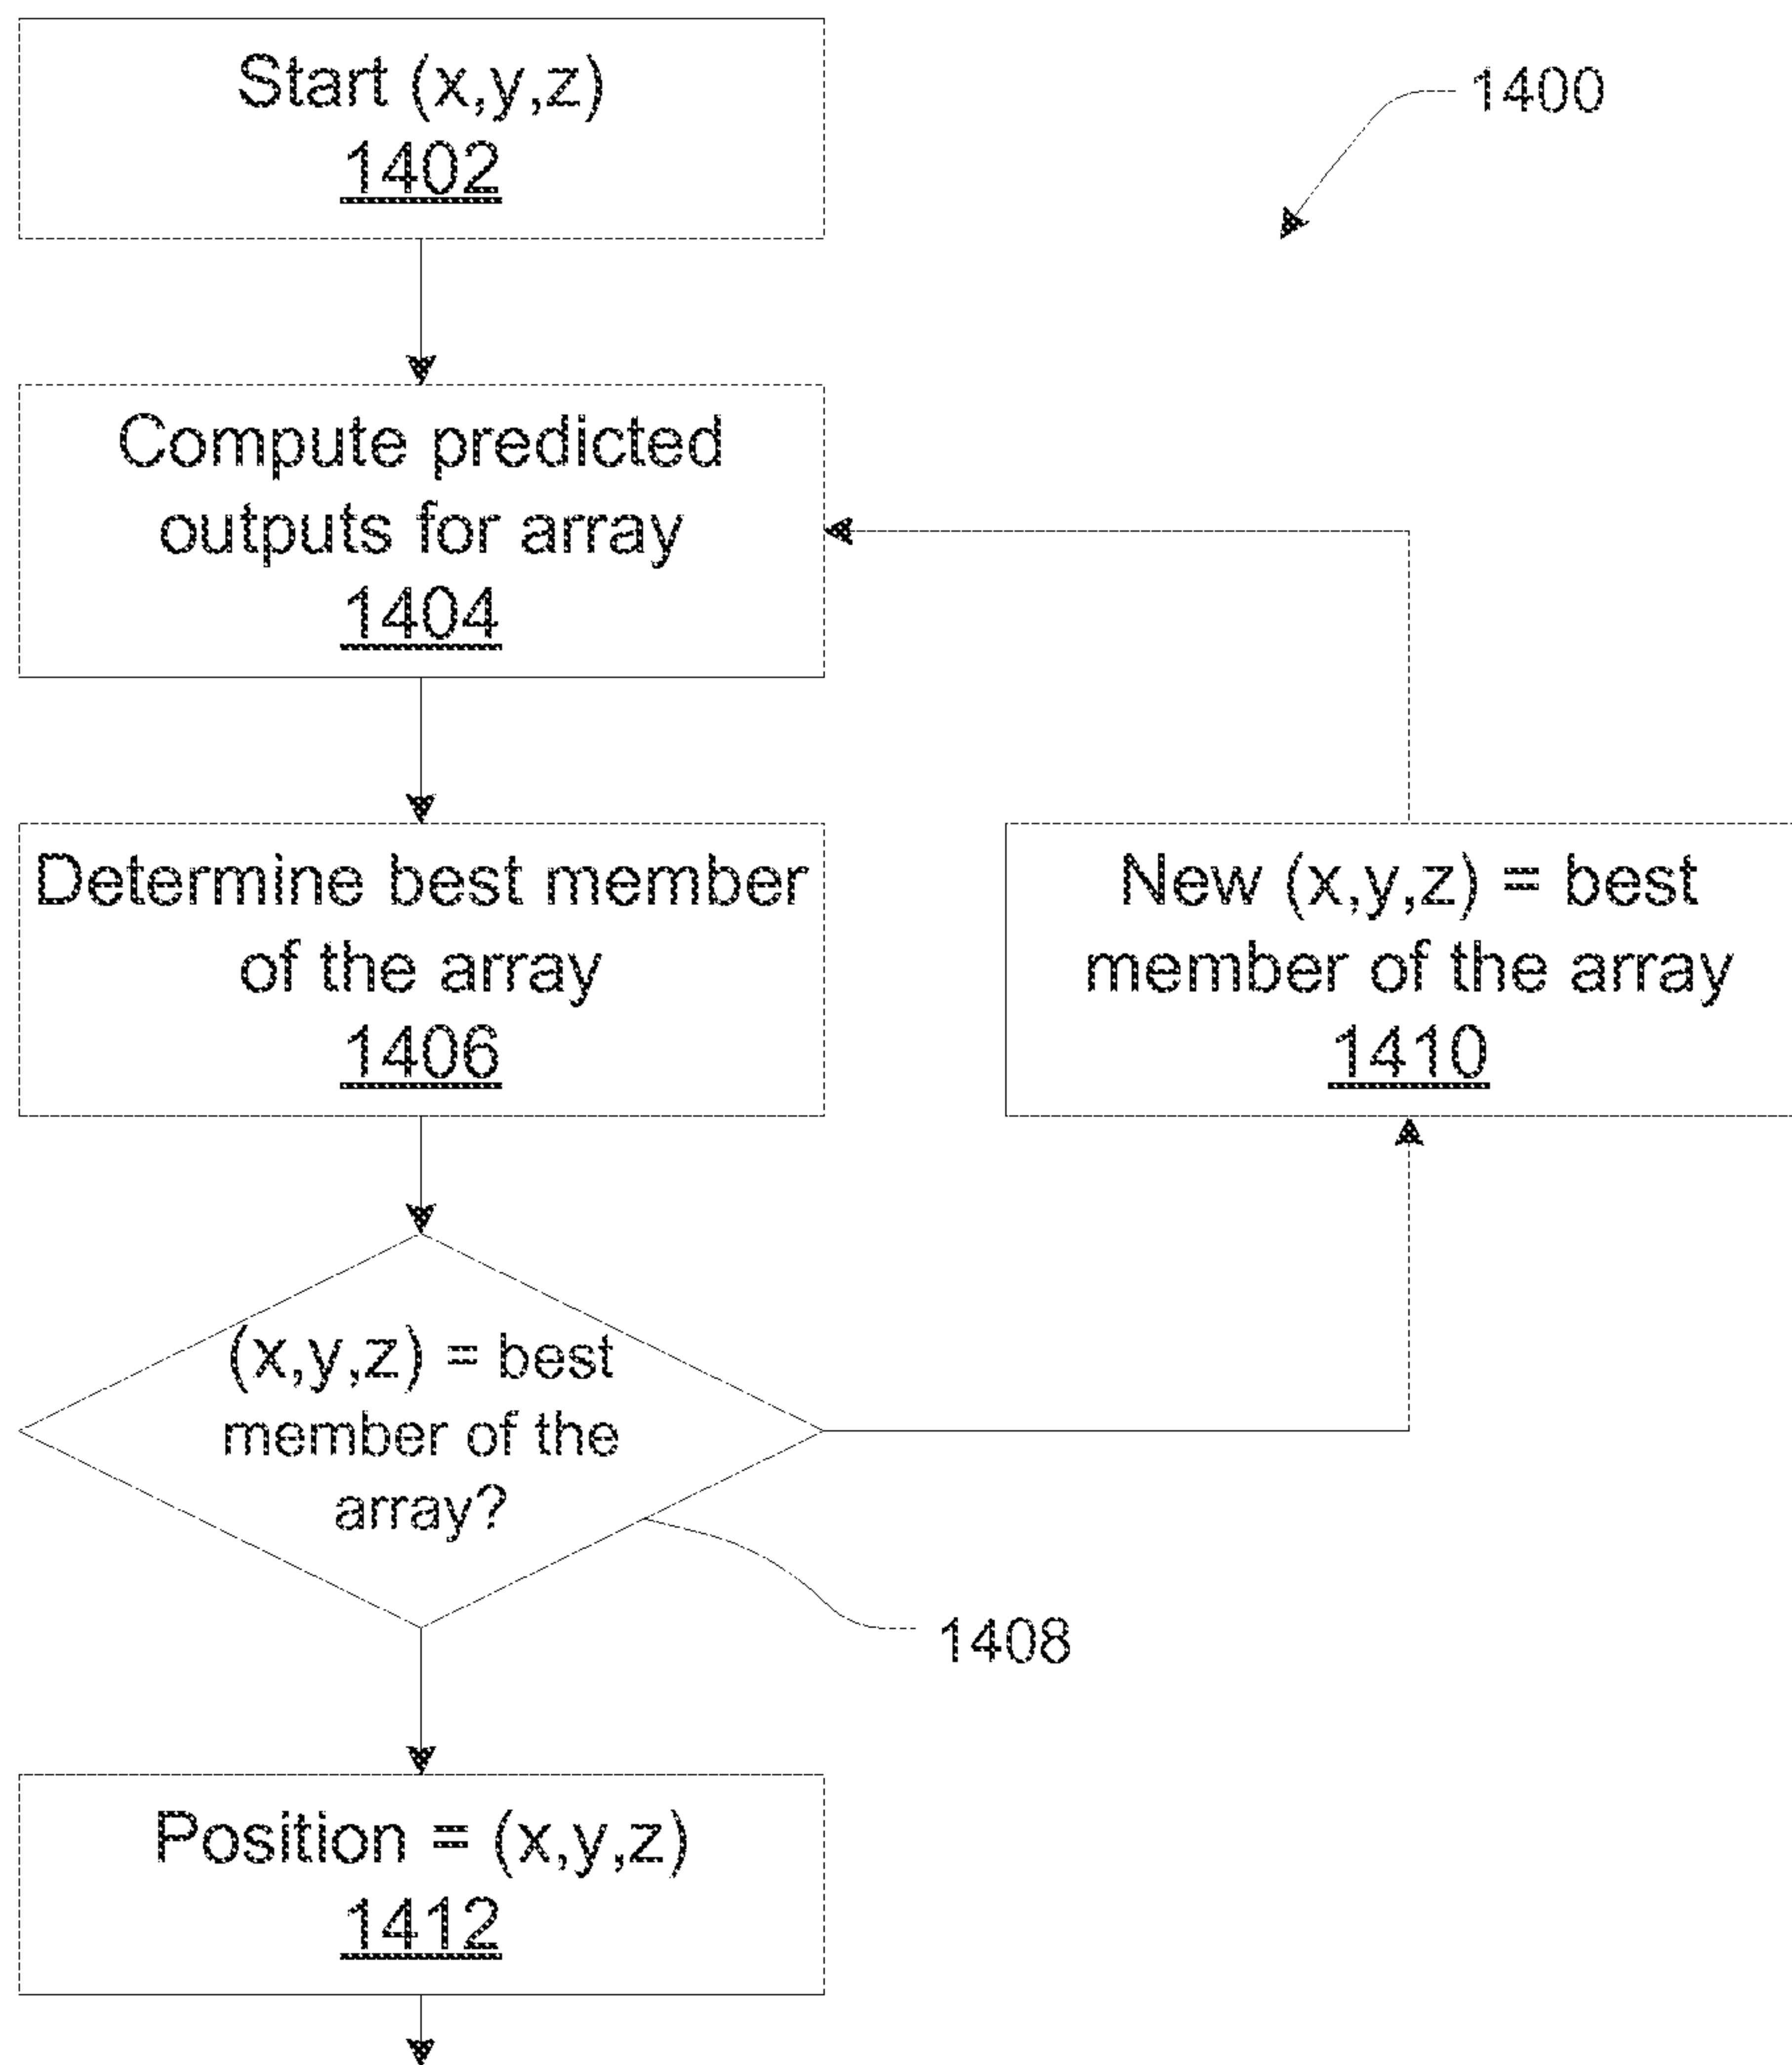 Start (x,y,z)
1402
1400
Compute predicted
outputs for array
1404
Determine best member
of the array
1406
New (x,y,z) = best
member of the array
1410
(x,y,z) = best
member of the
array?
1408
Position = (x,y,z)
1412